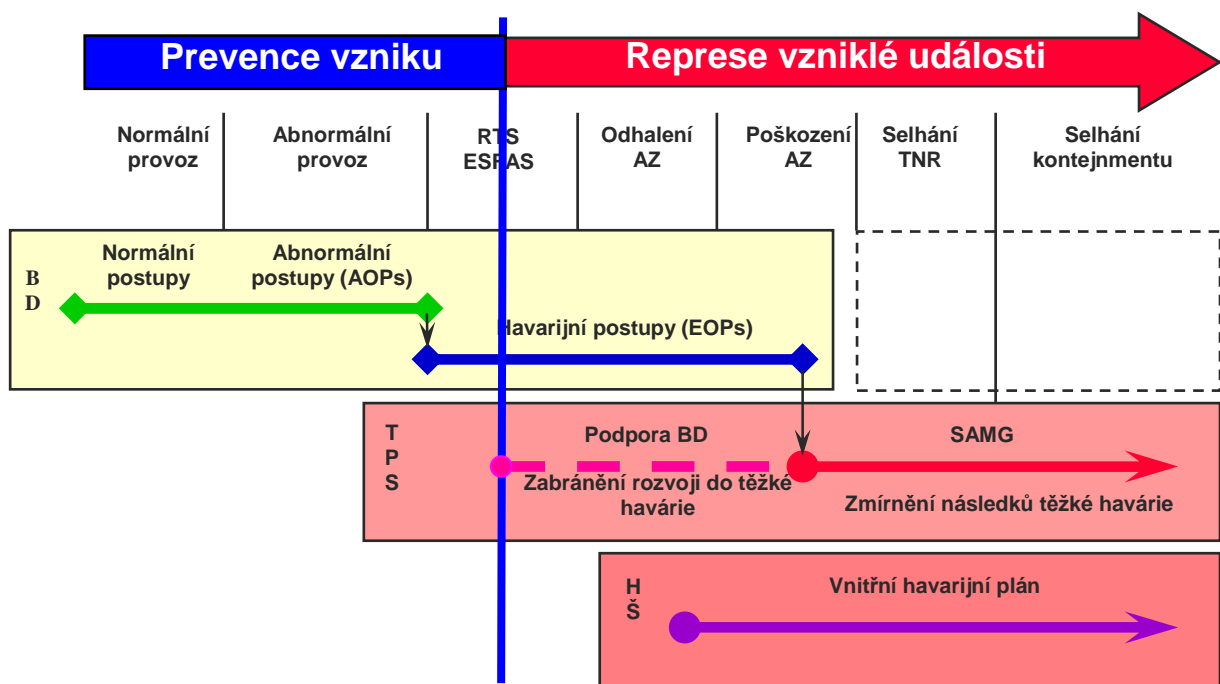 Prevence vzniku
Represe vzniklé události
Normální
provoz
Abnormální
provoz
RTS
ESFAS
Odhalení
AZ
Poškození
AZ
Selhání
TNR
Selhání
kontejnmentu
B
D
Normální
postupy
Abnormální
postupy (AOPs)
Havarijní postupy (EOPs)
T
P
S
Podpora BD
Zabránění rozvoji do těžké
havárie
SAMG
Zmírnění následků těžké havárie
H
Š
Vnitřní havarijní plán